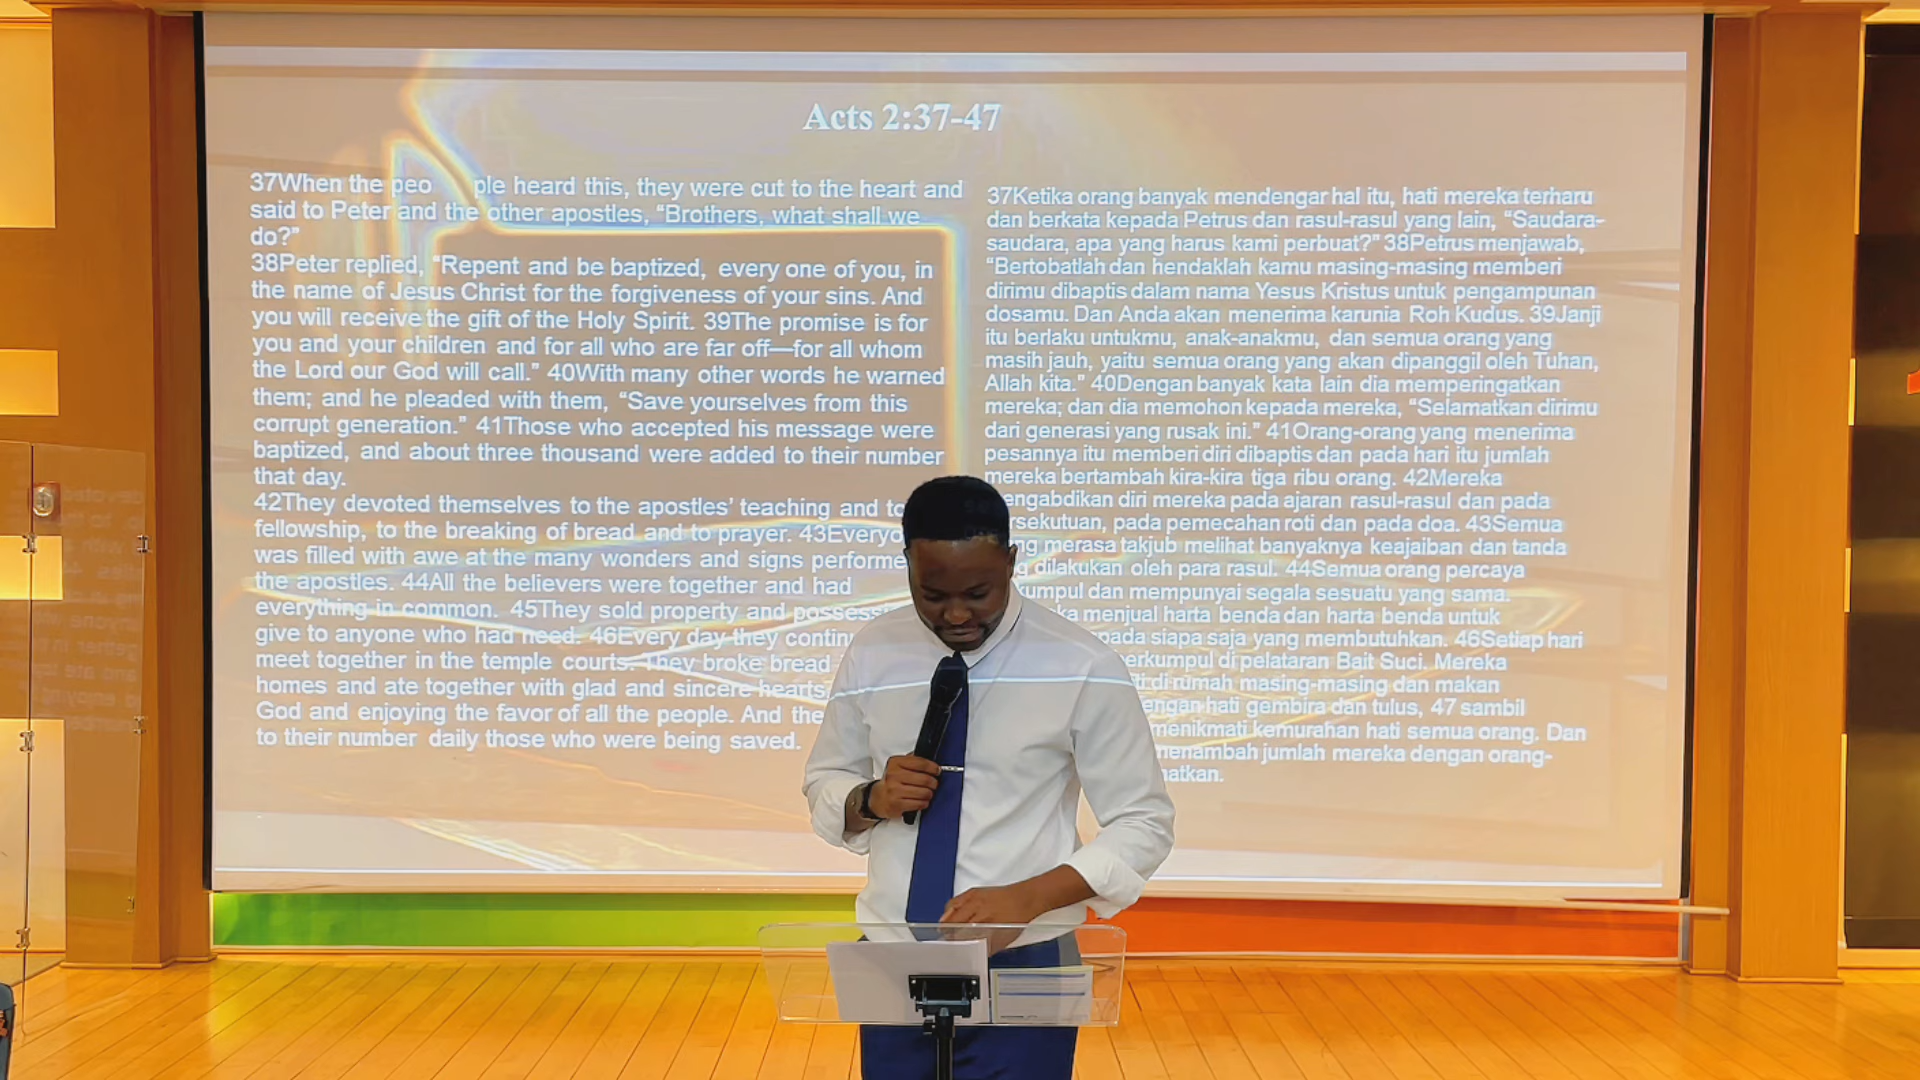 Acts 2:37-47
37When the peo ple heard this, they were cut to the heart and
said to Peter and the other apostles, “Brothers, what shall we
do?”
38Peter replied, “Repent and be baptized, every one of you, in
the name of Jesus Christ for the forgiveness of your sins. And
you will receive the gift of the Holy Spirit. 39The promise is for
you and your children and for all who are far off—for all whom
the Lord our God will call.” 40With many other words he warned
them; and he pleaded with them, “Save yourselves from this
corrupt generation.” 41Those who accepted his message were
baptized, and about three thousand were added to their number
that day.
42They devoted themselves to the apostles’ teaching and to
fellowship, to the breaking of bread and to prayer. 43Everyo
was filled with awe at the many wonders and signs performe
the apostles. 44All the believers were together and had
everything in common. 45They sold property and possess
give to anyone who had need. 46Every day they continu
meet together in the temple courts. They broke bread
homes and ate together with glad and sincere hearts
God and enjoying the favor of all the people. And the
to their number daily those who were being saved.
37Ketika orang banyak mendengar hal itu, hati mereka terharu
dan berkata kepada Petrus dan rasul-rasul yang lain, “Saudara-
saudara, apa yang harus kami perbuat?” 38Petrus menjawab,
“Bertobatlah dan hendaklah kamu masing-masing memberi
dirimu dibaptis dalam nama Yesus Kristus untuk pengampunan
dosamu. Dan Anda akan menerima karunia Roh Kudus. 39Janji
itu berlaku untukmu, anak-anakmu, dan semua orang yang
masih jauh, yaitu semua orang yang akan dipanggil oleh Tuhan,
Allah kita.” 40Dengan banyak kata lain dia memperingatkan
mereka; dan dia memohon kepada mereka, “Selamatkan dirimu
dari generasi yang rusak ini.” 41Orang-orang yang menerima
pesannya itu memberi diri dibaptis dan pada hari itu jumlah
mereka bertambah kira-kira tiga ribu orang. 42Mereka
engabdikan diri mereka pada ajaran rasul-rasul dan pada
rsekutuan, pada pemecahan roti dan pada doa. 43Semua
ng merasa takjub melihat banyaknya keajaiban dan tanda
g dilakukan oleh para rasul. 44Semua orang percaya
kumpul dan mempunyai segala sesuatu yang sama.
ka menjual harta benda dan harta benda untuk
pada siapa saja yang membutuhkan. 46Setiap hari
erkumpul di pelataran Bait Suci. Mereka
ti di rumah masing-masing dan makan
engan hati gembira dan tulus, 47 sambil
menikmati kemurahan hati semua orang. Dan
menambah jumlah mereka dengan orang-
matkan.